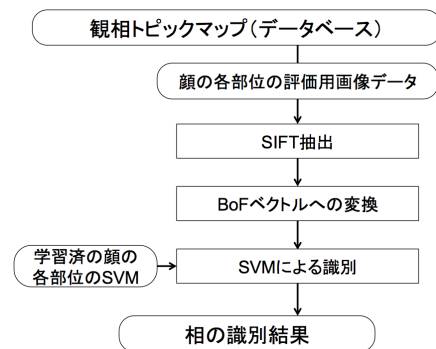 観相トピックマップ(データベース)
顔の各部位の評価用画像データ
SIFT抽出
BoFベクトルへの変換
学習済の顔の
各部位のSVM
SVMによる識別
相の識別結果